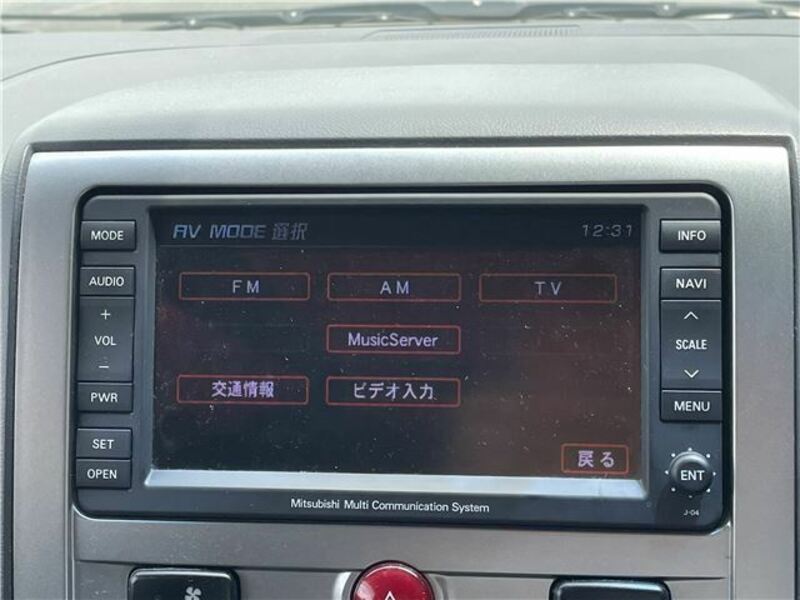 AV MODE 選択 12:31
MODE
INFO
AUDIO
FM AM TV
NAVI
+
VOL
−
MusicServer
SCALE
PWR
交通情報 ビデオ入力
MENU
SET
戻る
OPEN
ENT
Mitsubishi Multi Communication System
J-04